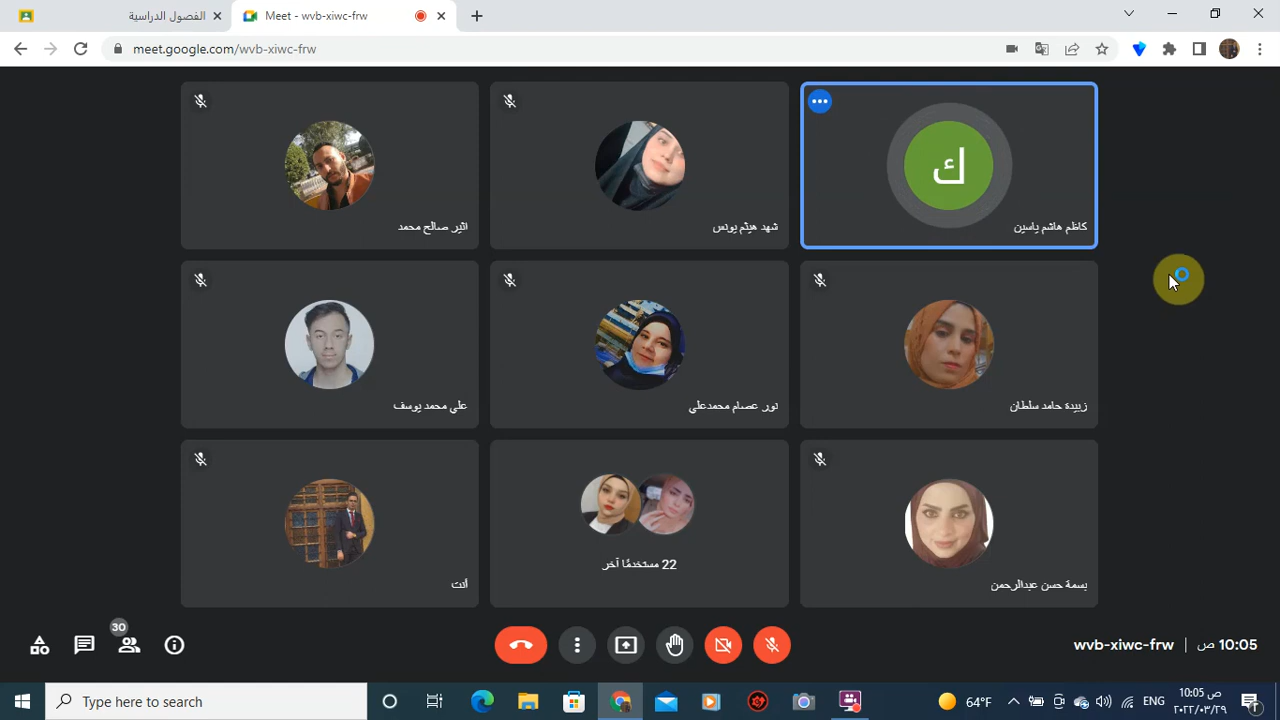 الفصول الدراسية
Meet - wvb-xiwc-frw
meet.google.com/wvb-xiwc-frw
اثير صالح محمد
شهد هيثم يونس
ك
كاظم هاشم ياسين
علي محمد يوسف
نور عصام محمدعلي
زبيدة حامد سلطان
أنت
22 مستخدمًا آخر
بسمة حسن عبدالرحمن
30
wvb-xiwc-frw | 10:05 ص
Type here to search
64°F
ENG
10:05 ص
٢٠٢٢/٠٣/٢٩